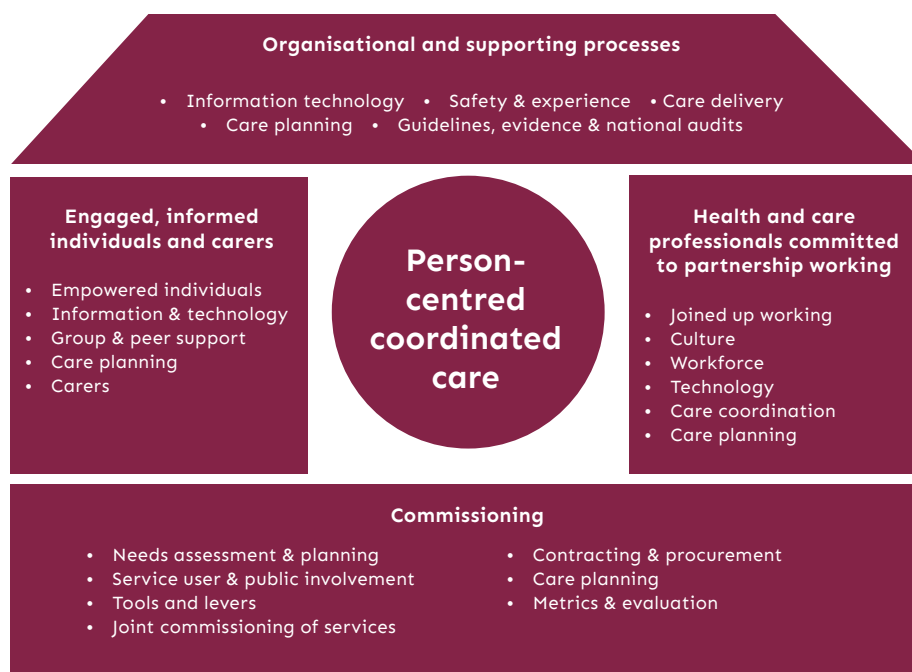 Organisational and supporting processes
• Information technology • Safety & experience • Care delivery
• Care planning • Guidelines, evidence & national audits
Engaged, informed
individuals and carers
• Empowered individuals
• Information & technology
• Group & peer support
• Care planning
• Carers
Person-
centred
coordinated
care
Health and care
professionals committed
to partnership working
• Joined up working
• Culture
• Workforce
• Technology
• Care coordination
• Care planning
Commissioning
• Needs assessment & planning
• Service user & public involvement
• Tools and levers
• Joint commissioning of services
• Contracting & procurement
• Care planning
• Metrics & evaluation